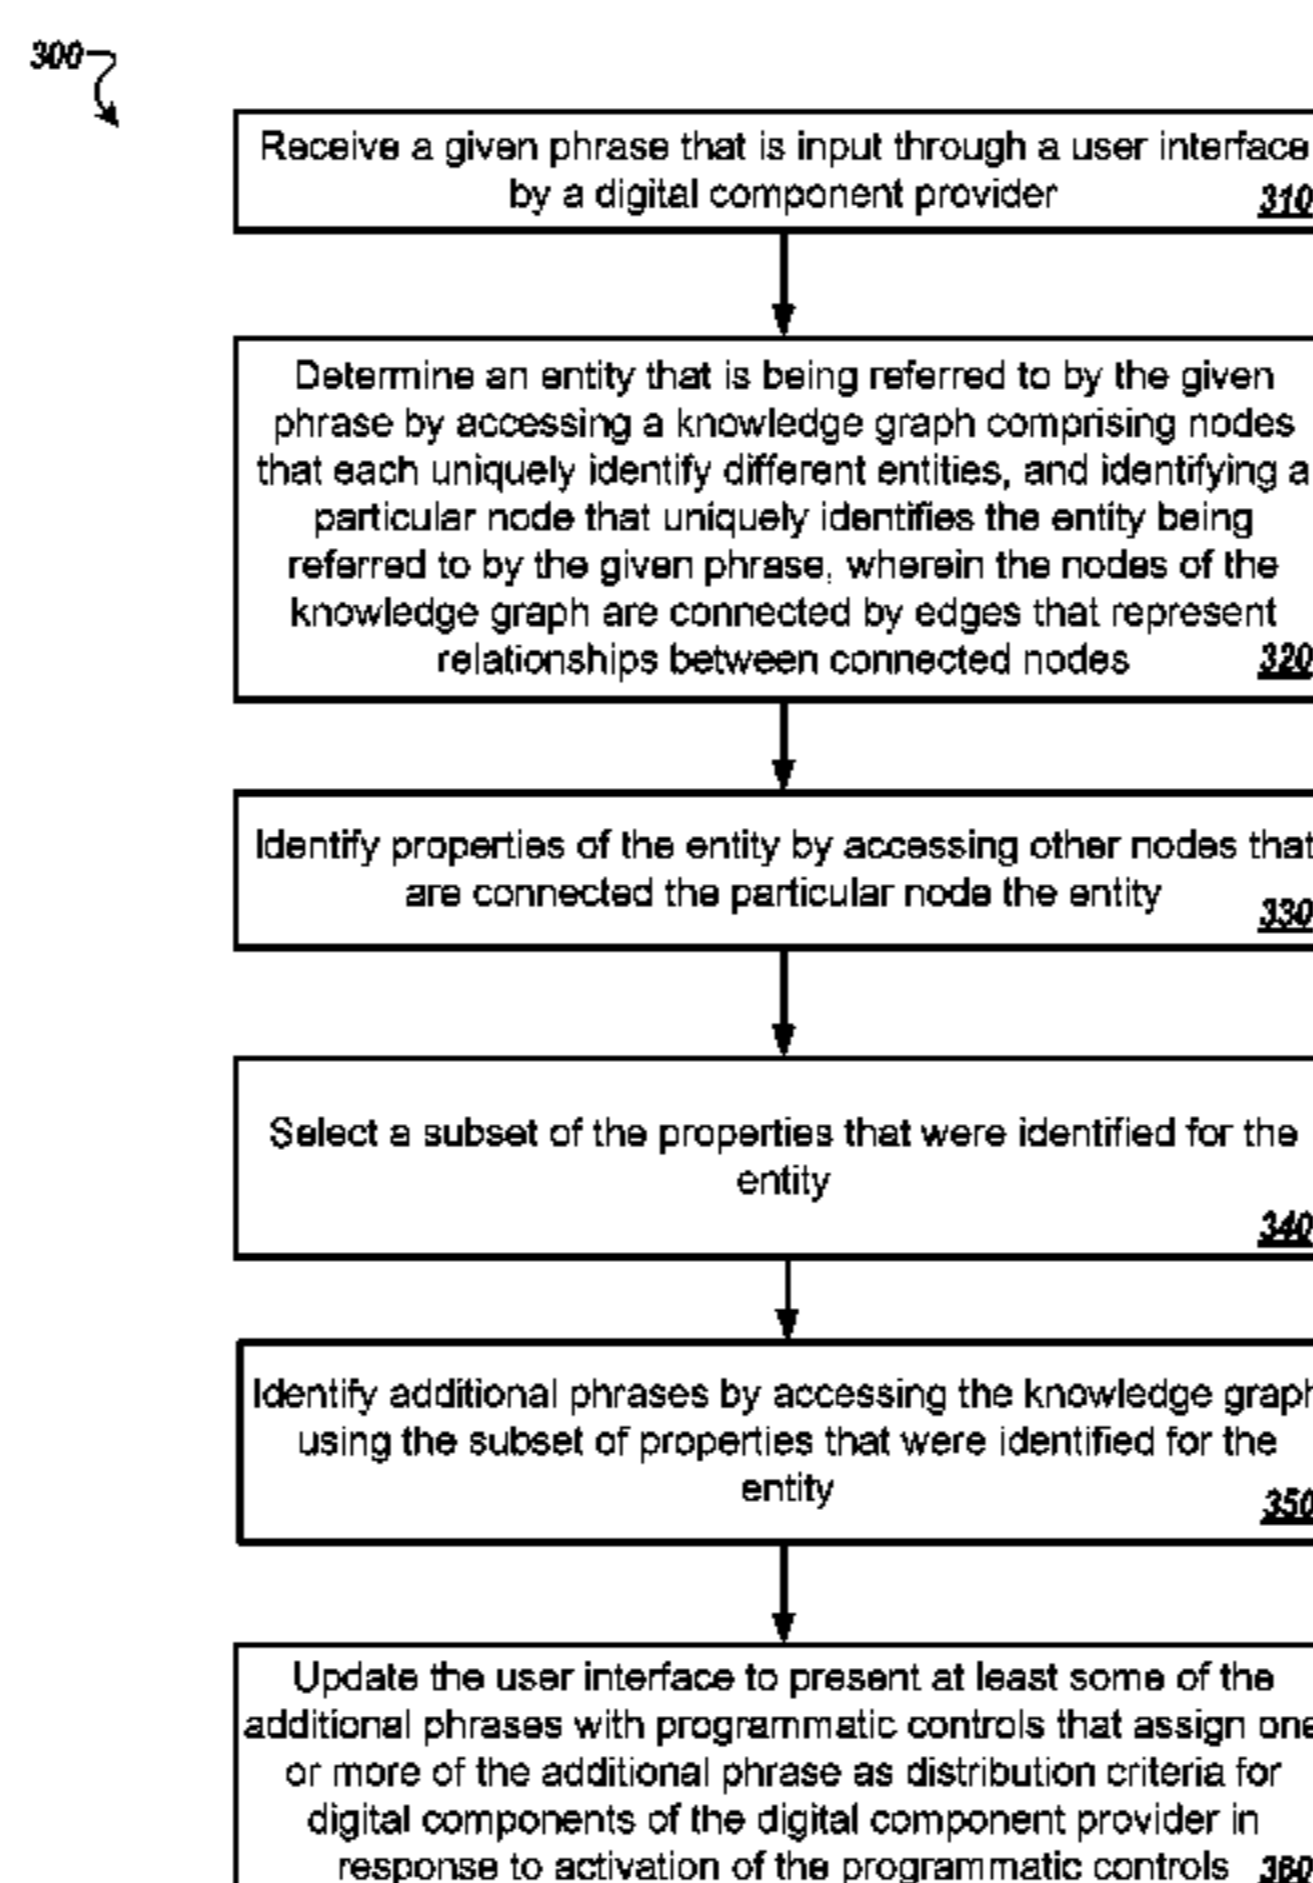 300
Receive a given phrase that is input through a user interface
by a digital component provider
310
Determine an entity that is being referred to by the given
phrase by accessing a knowledge graph comprising nodes
that each uniquely identify different entities, and identifying a
particular node that uniquely identifies the entity being
referred to by the given phrase, wherein the nodes of the
knowledge graph are connected by edges that represent
relationships between connected nodes
320
Identify properties of the entity by accessing other nodes that
are connected the particular node the entity
330
Select a subset of the properties that were identified for the
entity
340
Identify additional phrases by accessing the knowledge graph
using the subset of properties that were identified for the
entity
350
Update the user interface to present at least some of the
additional phrases with programmatic controls that assign one
or more of the additional phrase as distribution criteria for
digital components of the digital component provider in
response to activation of the programmatic controls
360